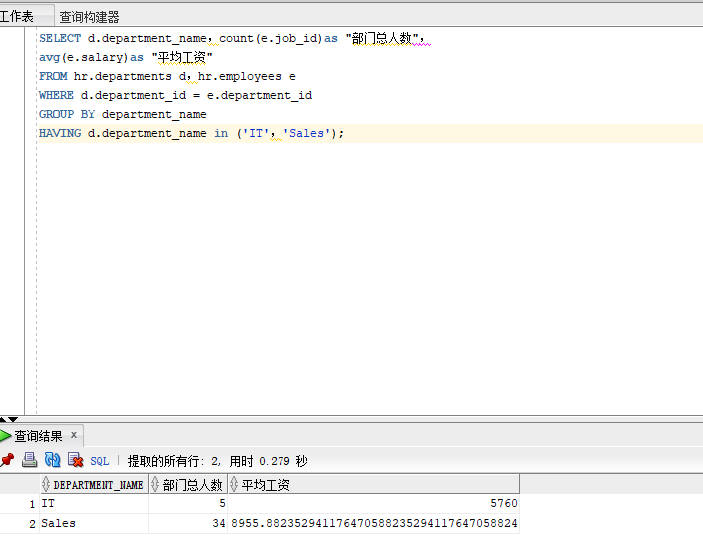 工作表 查询构建器
SELECT d.department_name，count(e.job_id)as "部门总人数"，
avg(e.salary)as "平均工资"
FROM hr.departments d，hr.employees e
WHERE d.department_id = e.department_id
GROUP BY department_name
HAVING d.department_name in ('IT'，'Sales');
查询结果 x
SQL | 提取的所有行: 2, 用时 0.279 秒
DEPARTMENT_NAME 部门总人数 平均工资
1 IT 5 5760
2 Sales 34 8955.88235294117647058823529411764705​8824